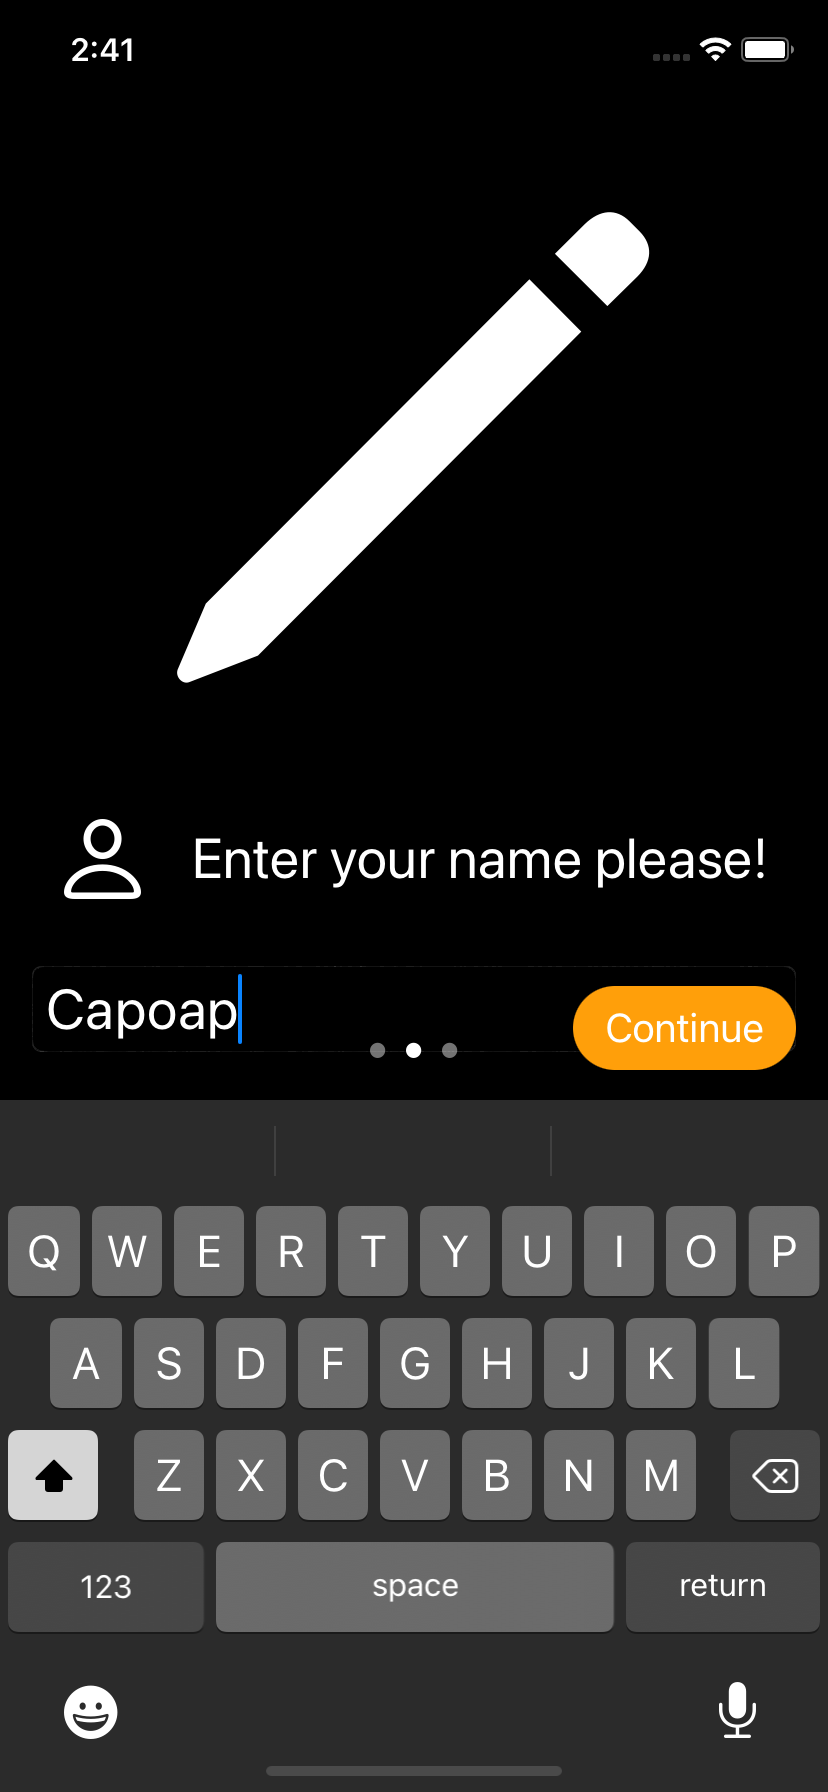 2:41
Enter your name please!
Capoap
Continue
Q W E R T Y U I O P
A S D F G H J K L
Z X C V B N M
123 space return